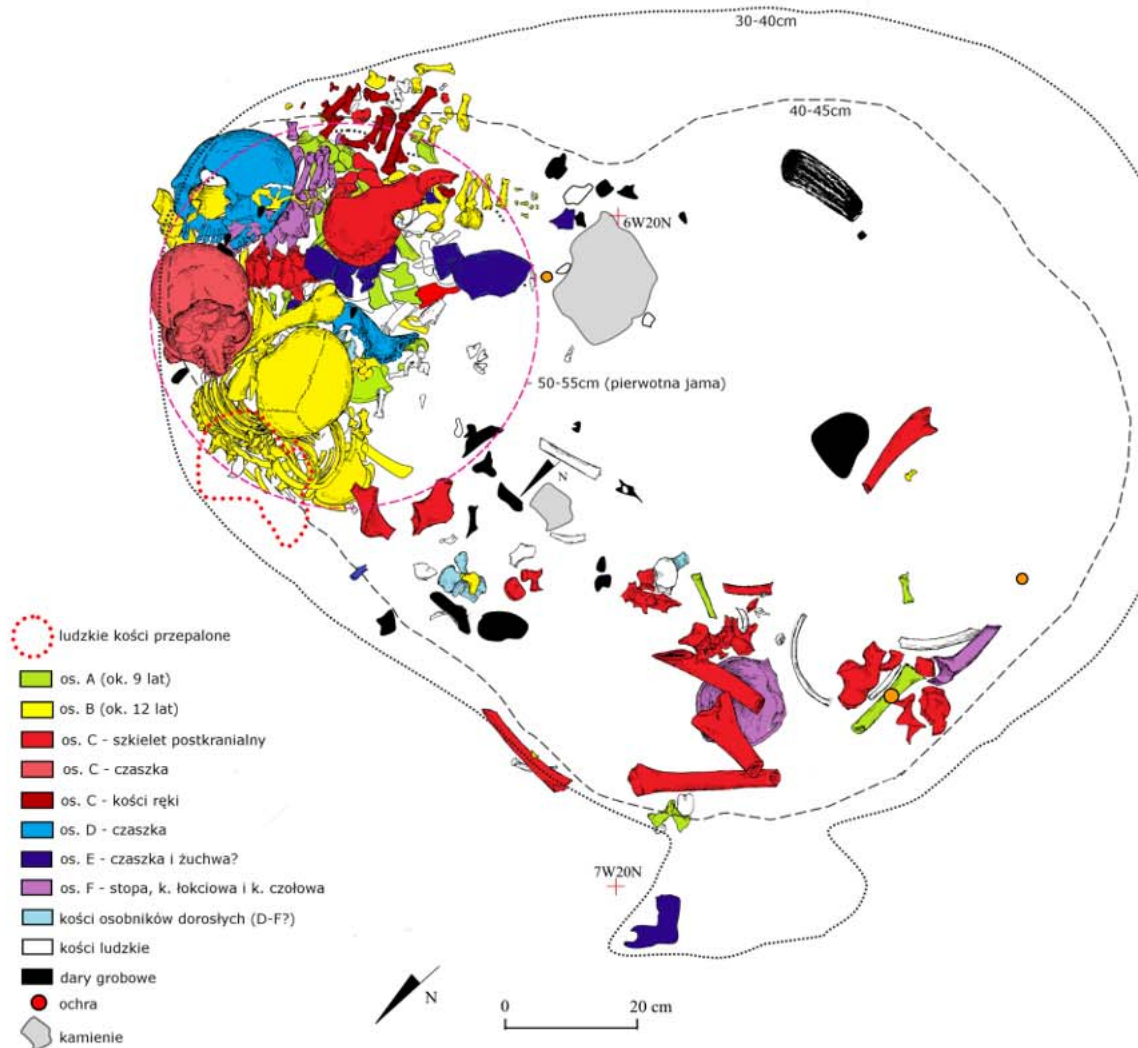 30-40cm
40-45cm
6W20N
50-55cm (pierwotna jama)
N
ludzkie kości przepalone
os. A (ok. 9 lat)
os. B (ok. 12 lat)
os. C - szkielet postkranialny
os. C - czaszka
os. C - kości ręki
os. D - czaszka
os. E - czaszka i żuchwa?
os. F - stopa, k. łokciowa i k. czołowa
kości osobników dorosłych (D-F?)
kości ludzkie
dary grobowe
ochra
kamienie
7W20N
N
0 20 cm